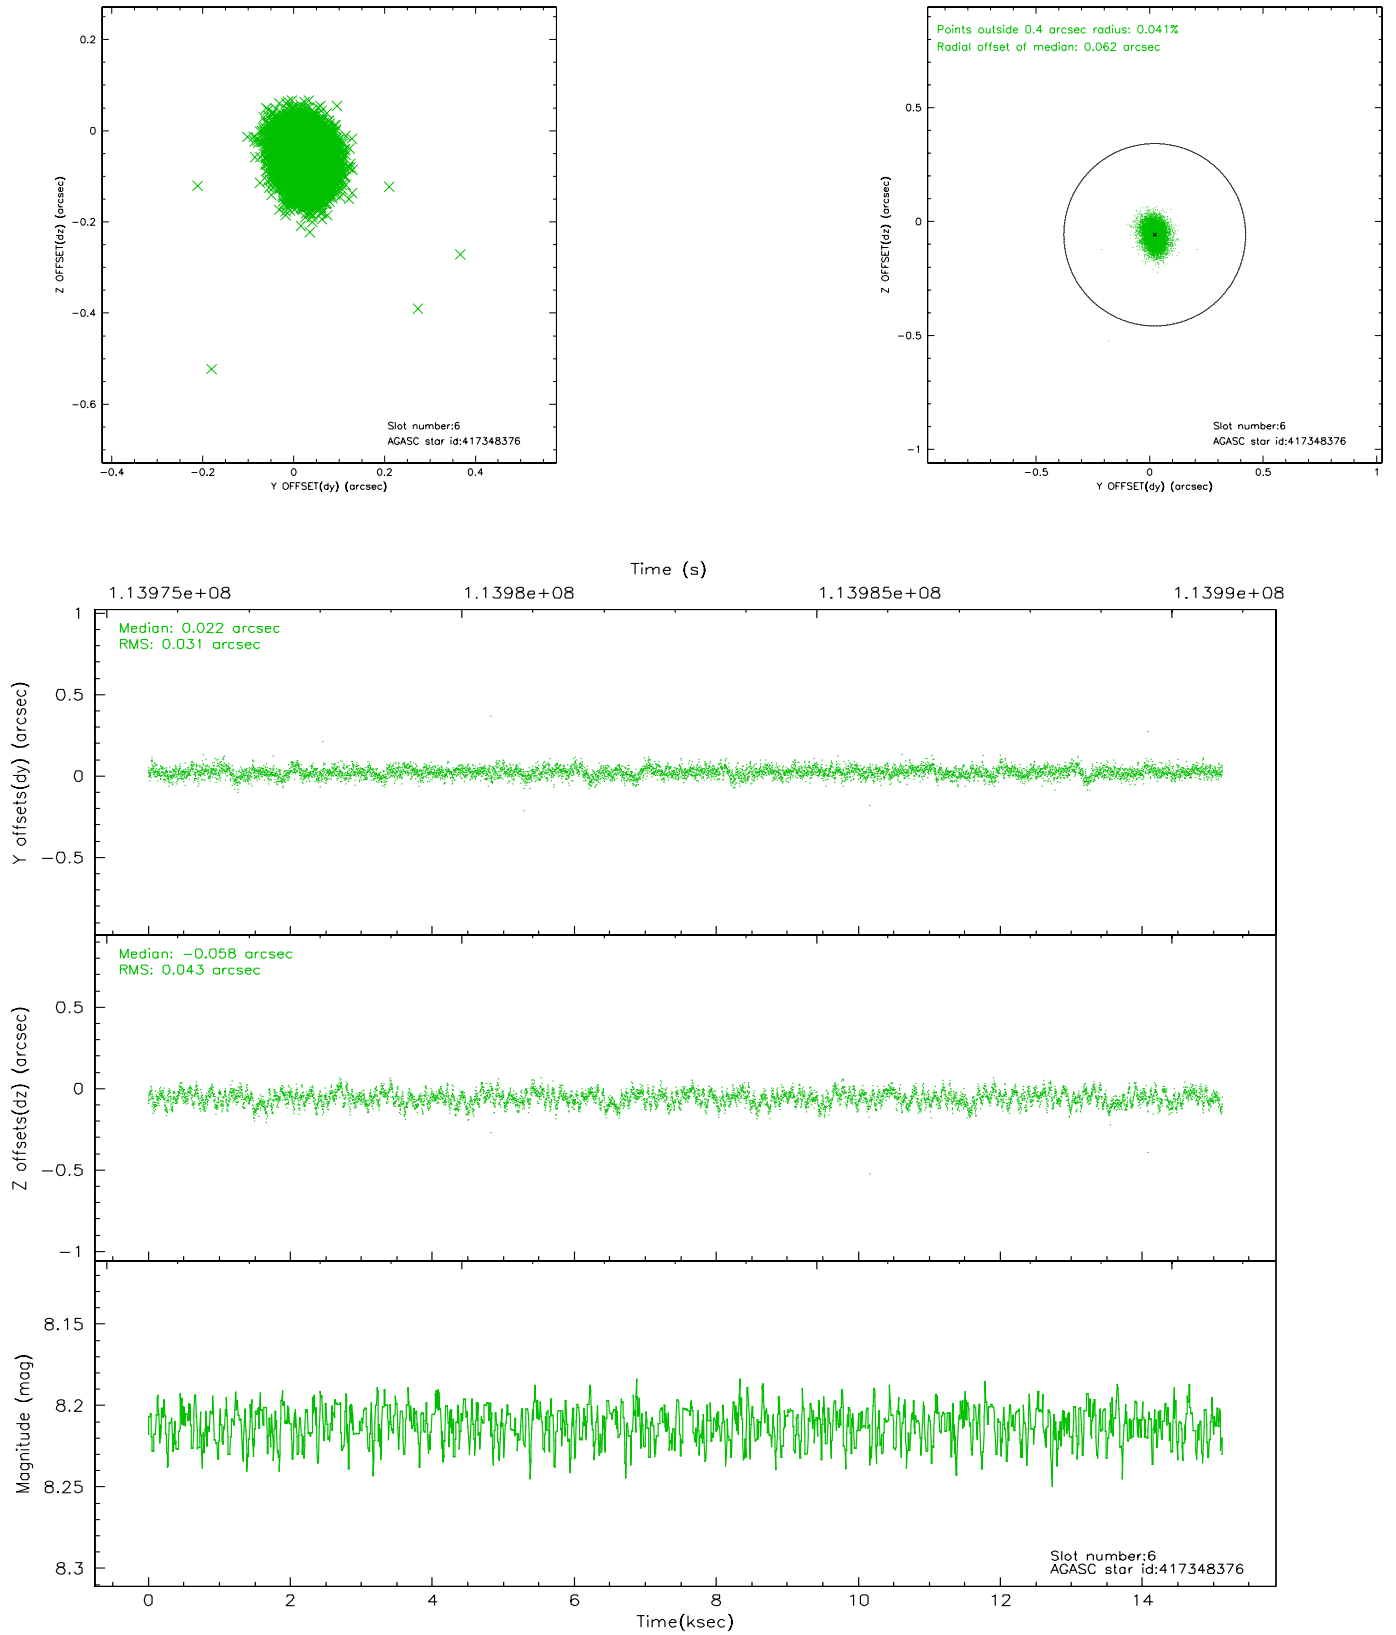 0.2
0
−0.2
−0.4
−0.6
Z OFFSET(dz) (arcsec)
−0.4 −0.2 0 0.2 0.4
Y OFFSET(dy) (arcsec)
Slot number:6
AGASC star id:417348376
Points outside 0.4 arcsec radius: 0.041%
Radial offset of median: 0.062 arcsec
0.5
0
−0.5
−1
Z OFFSET(dz) (arcsec)
−0.5 0 0.5 1
Y OFFSET(dy) (arcsec)
Slot number:6
AGASC star id:417348376
Time (s)
1.13975e+08 1.1398e+08 1.13985e+08 1.1399e+08
Median: 0.022 arcsec
RMS: 0.031 arcsec
1
0.5
0
−0.5
Y offsets(dy) (arcsec)
Median: −0.058 arcsec
RMS: 0.043 arcsec
0.5
0
−0.5
−1
Z offsets(dz) (arcsec)
8.15
8.2
8.25
8.3
Magnitude (mag)
Slot number:6
AGASC star id:417348376
0 2 4 6 8 10 12 14
Time(ksec)